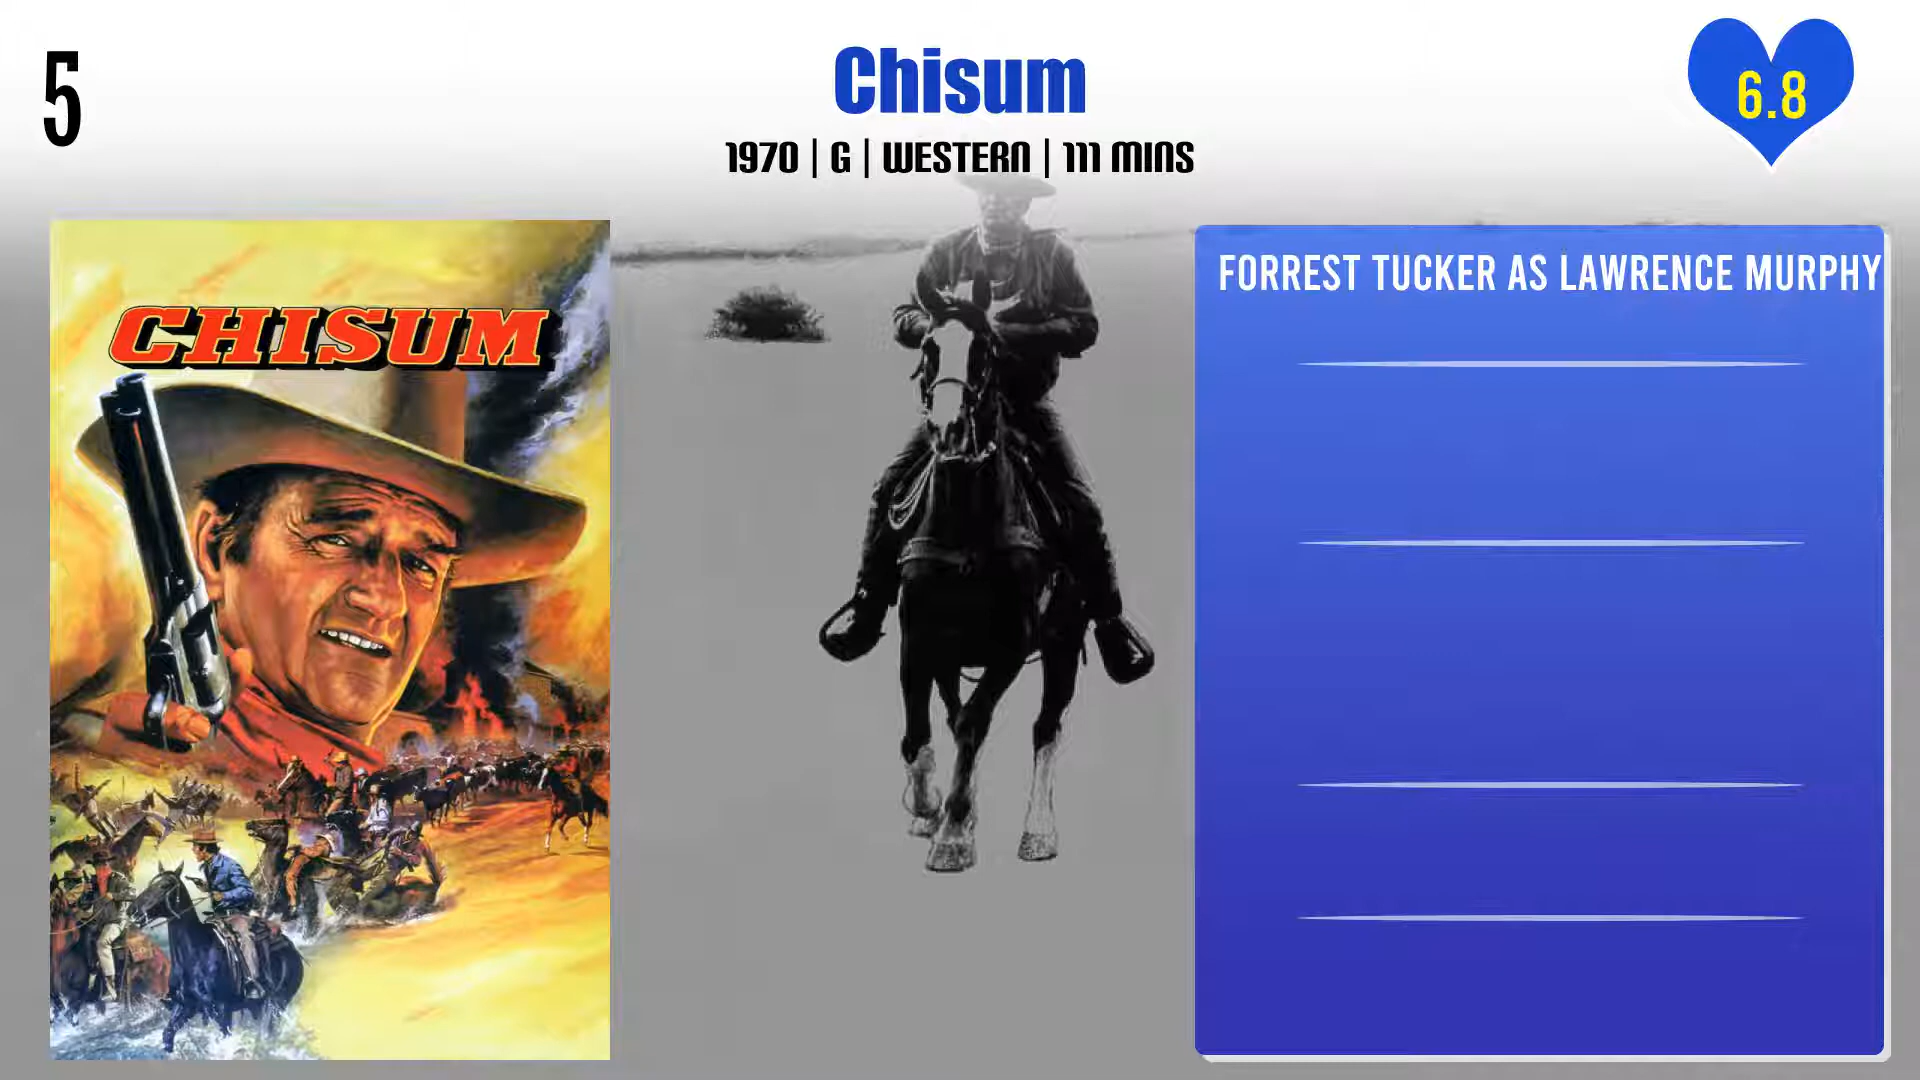 5
Chisum
6.8
1970 | G | WESTERN | 111 MINS
CHISUM
FORREST TUCKER AS LAWRENCE MURPHY